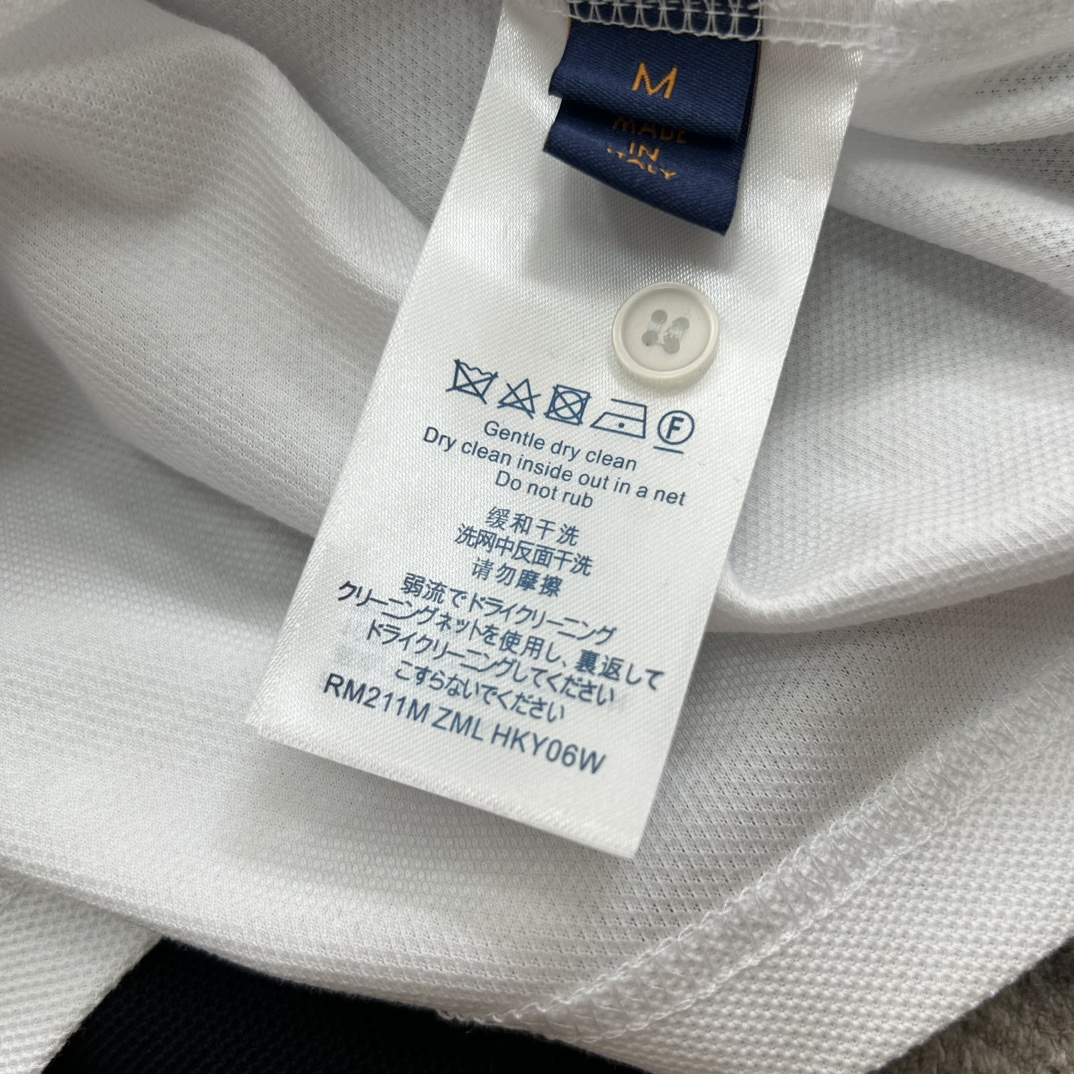 M
MADE
IN
ITALY
F
Gentle dry clean
Dry clean inside out in a net
Do not rub
缓和干洗
洗网中反面干洗
请勿摩擦
弱流でドライクリーニング
クリーニングネットを使用し、裏返して
ドライクリーニングしてください
こすらないでください
RM211M ZML HKY06W